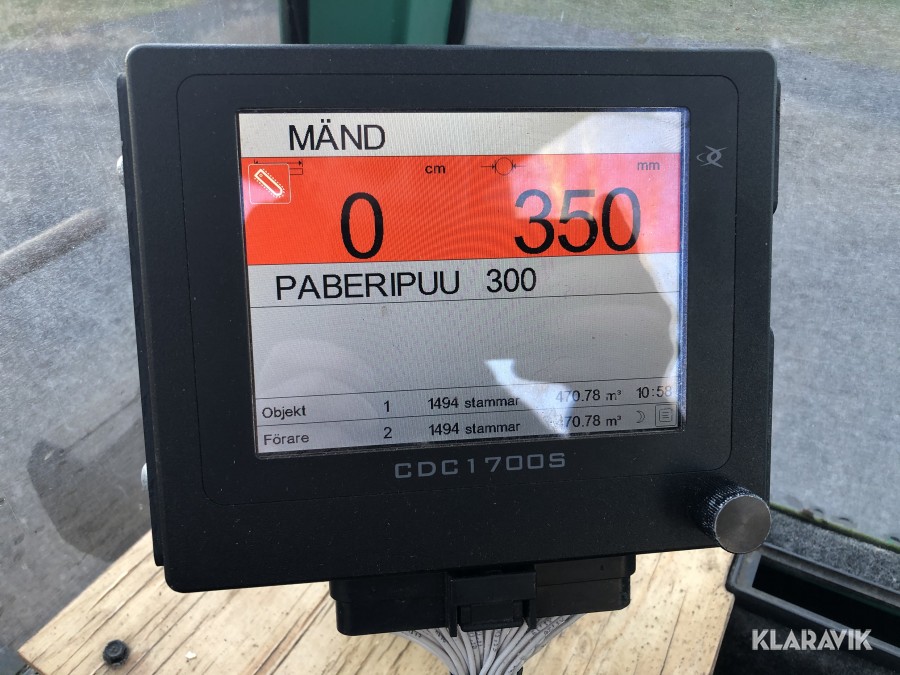 MÄND
cm mm
0 350
PABERIPUU 300
Objekt 1 1494 stammar 470.78 m³ 10:58
Förare 2 1494 stammar 470.78 m³
CDC1700S
KLARAVIK